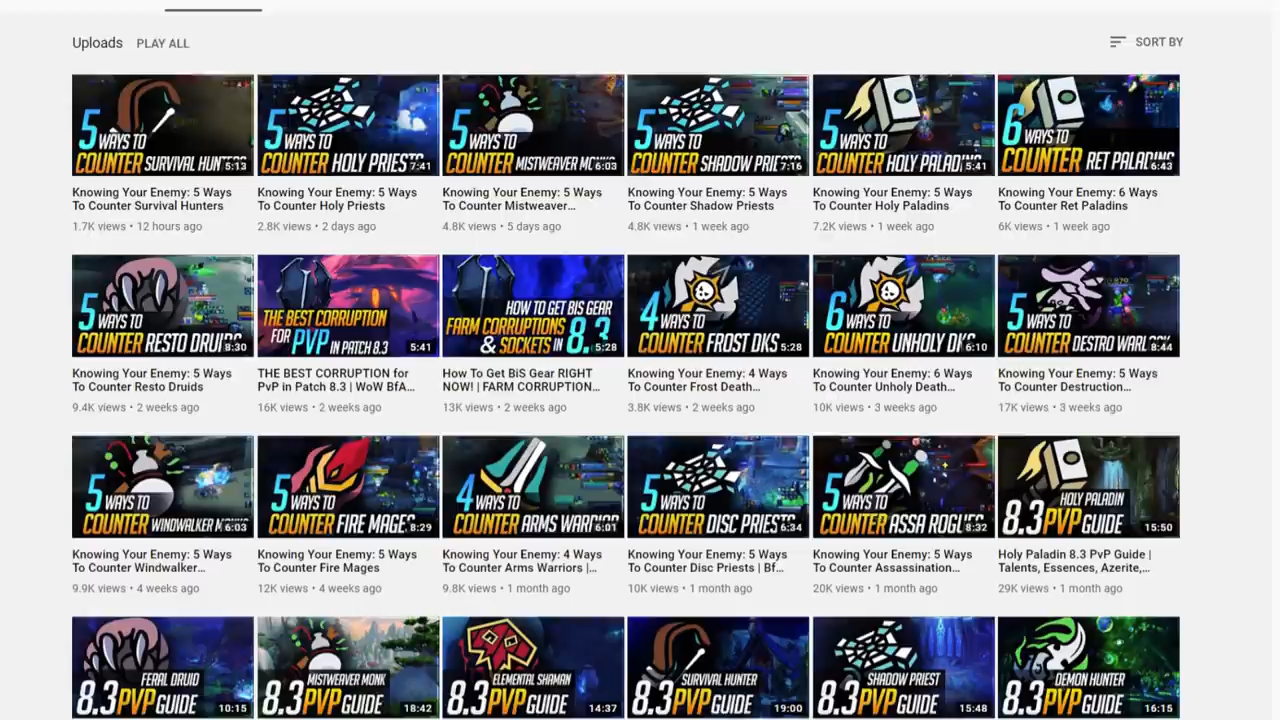 Uploads PLAY ALL SORT BY
5 WAYS TO
COUNTER SURVIVAL HUNTERS 5:13
5 WAYS TO
COUNTER HOLY PRIESTS 7:41
5 WAYS TO
COUNTER MISTWEAVER MONKS 6:03
5 WAYS TO
COUNTER SHADOW PRIESTS 7:16
5 WAYS TO
COUNTER HOLY PALADINS 5:41
6 WAYS TO
COUNTER RET PALADINS 6:43
Knowing Your Enemy: 5 Ways
To Counter Survival Hunters
1.7K views • 12 hours ago
Knowing Your Enemy: 5 Ways
To Counter Holy Priests
2.8K views • 2 days ago
Knowing Your Enemy: 5 Ways
To Counter Mistweaver...
4.8K views • 5 days ago
Knowing Your Enemy: 5 Ways
To Counter Shadow Priests
4.8K views • 1 week ago
Knowing Your Enemy: 5 Ways
To Counter Holy Paladins
7.2K views • 1 week ago
Knowing Your Enemy: 6 Ways
To Counter Ret Paladins
6K views • 1 week ago
5 WAYS TO
COUNTER RESTO DRUIDS 8:30
THE BEST CORRUPTION
FOR PVP IN PATCH 8.3 5:41
HOW TO GET BIS GEAR
FARM CORRUPTIONS
& SOCKETS IN 8.3 5:28
4 WAYS TO
COUNTER FROST DKS 5:28
6 WAYS TO
COUNTER UNHOLY DKS 6:10
5 WAYS TO
COUNTER DESTRO WARLOCK 8:44
Knowing Your Enemy: 5 Ways
To Counter Resto Druids
9.4K views • 2 weeks ago
THE BEST CORRUPTION for
PvP in Patch 8.3 | WoW BfA...
16K views • 2 weeks ago
How To Get BiS Gear RIGHT
NOW! | FARM CORRUPTION...
13K views • 2 weeks ago
Knowing Your Enemy: 4 Ways
To Counter Frost Death...
3.8K views • 2 weeks ago
Knowing Your Enemy: 6 Ways
To Counter Unholy Death...
10K views • 3 weeks ago
Knowing Your Enemy: 5 Ways
To Counter Destruction...
17K views • 3 weeks ago
5 WAYS TO
COUNTER WINDWALKER MONKS 6:03
5 WAYS TO
COUNTER FIRE MAGES 8:29
4 WAYS TO
COUNTER ARMS WARRIOR 6:01
5 WAYS TO
COUNTER DISC PRIESTS 6:34
5 WAYS TO
COUNTER ASSA ROGUES 8:32
HOLY PALADIN
8.3 PVP GUIDE 15:50
Knowing Your Enemy: 5 Ways
To Counter Windwalker...
9.9K views • 4 weeks ago
Knowing Your Enemy: 5 Ways
To Counter Fire Mages
12K views • 4 weeks ago
Knowing Your Enemy: 4 Ways
To Counter Arms Warriors |...
9.8K views • 1 month ago
Knowing Your Enemy: 5 Ways
To Counter Disc Priests | Bf...
10K views • 1 month ago
Knowing Your Enemy: 5 Ways
To Counter Assassination...
20K views • 1 month ago
Holy Paladin 8.3 PvP Guide |
Talents, Essences, Azerite,...
29K views • 1 month ago
FERAL DRUID
8.3 PVP GUIDE 10:15
MISTWEAVER MONK
8.3 PVP GUIDE 18:42
ELEMENTAL SHAMAN
8.3 PVP GUIDE 14:37
SURVIVAL HUNTER
8.3 PVP GUIDE 19:00
SHADOW PRIEST
8.3 PVP GUIDE 15:48
DEMON HUNTER
8.3 PVP GUIDE 16:15